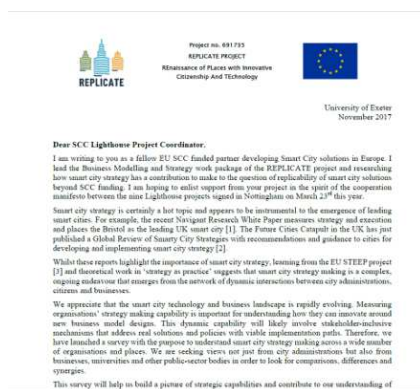 Project no. 691735
REPLICATE PROJECT
REnaissance of PLaces with Innovative
Citizenship And TEchnology
REPLICATE
University of Exeter
November 2017
Dear SCC Lighthouse Project Coordinator.
I am writing to you as a fellow EU SCC funded partner developing Smart City solutions in Europe. I
lead the Business Modelling and Strategy work package of the REPLICATE project and researching
how smart city strategy has a contribution to make to the question of replicability of smart city solutions
beyond SCC funding. I am hoping to enlist support from your project in the spirit of the cooperation
manifesto between the nine Lighthouse projects signed in Nottingham on March 23rd this year.
Smart city strategy is certainly a hot topic and appears to be instrumental to the emergence of leading
smart cities. For example, the recent Navigant Research White Paper measures strategy and execution
and places the Bristol as the leading UK smart city [1]. The Future Cities Catapult in the UK has just
published a Global Review of Smarty City Strategies with recommendations and guidance to cities for
developing and implementing smart city strategy [2].
Whilst these reports highlight the importance of smart city strategy, learning from the EU STEEP project
[3] and theoretical work in 'strategy as practice' suggests that smart city strategy making is a complex,
ongoing endeavour that emerges from the network of dynamic interactions between city administrations,
citizens and businesses.
We appreciate that the smart city technology and business landscape is rapidly evolving. Measuring
organisations' strategy making capability is important for understanding how they can innovate around
new business model designs. This dynamic capability will likely involve stakeholder-inclusive
mechanisms that address real solutions and policies with viable implementation paths. Therefore, we
have launched a survey with the purpose to understand smart city strategy making across a wide number
of organisations and places. We are seeking views not just from city administrations but also from
businesses, universities and other public-sector bodies in order to look for comparisons, differences and
synergies.
This survey will help us build a picture of strategic capabilities and contribute to our understanding of